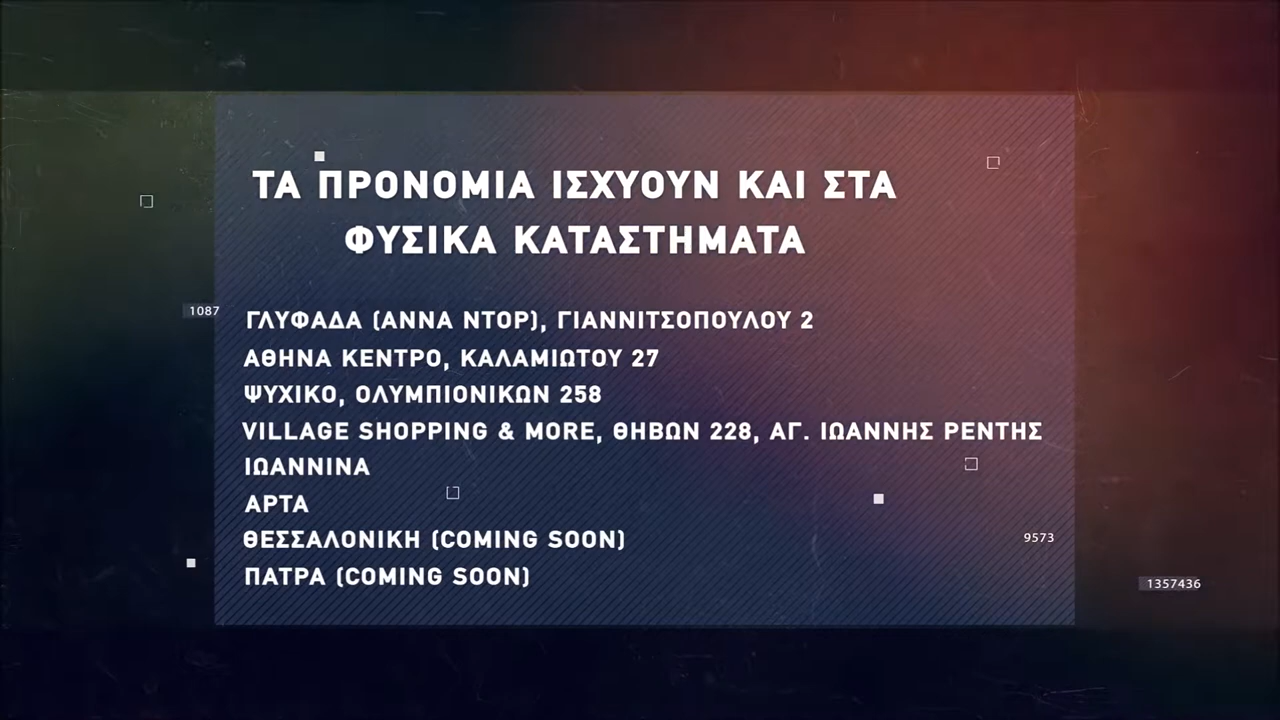 ΤΑ ΠΡΟΝΟΜΙΑ ΙΣΧΥΟΥΝ ΚΑΙ ΣΤΑ
ΦΥΣΙΚΑ ΚΑΤΑΣΤΗΜΑΤΑ
1087
ΓΛΥΦΑΔΑ (ΑΝΝΑ ΝΤΟΡ), ΓΙΑΝΝΙΤΣΟΠΟΥΛΟΥ 2
ΑΘΗΝΑ ΚΕΝΤΡΟ, ΚΑΛΑΜΙΩΤΟΥ 27
ΨΥΧΙΚΟ, ΟΛΥΜΠΙΟΝΙΚΩΝ 258
VILLAGE SHOPPING & MORE, ΘΗΒΩΝ 228, ΑΓ. ΙΩΑΝΝΗΣ ΡΕΝΤΗΣ
ΙΩΑΝΝΙΝΑ
ΑΡΤΑ
ΘΕΣΣΑΛΟΝΙΚΗ (COMING SOON)
9573
ΠΑΤΡΑ (COMING SOON)
1357436